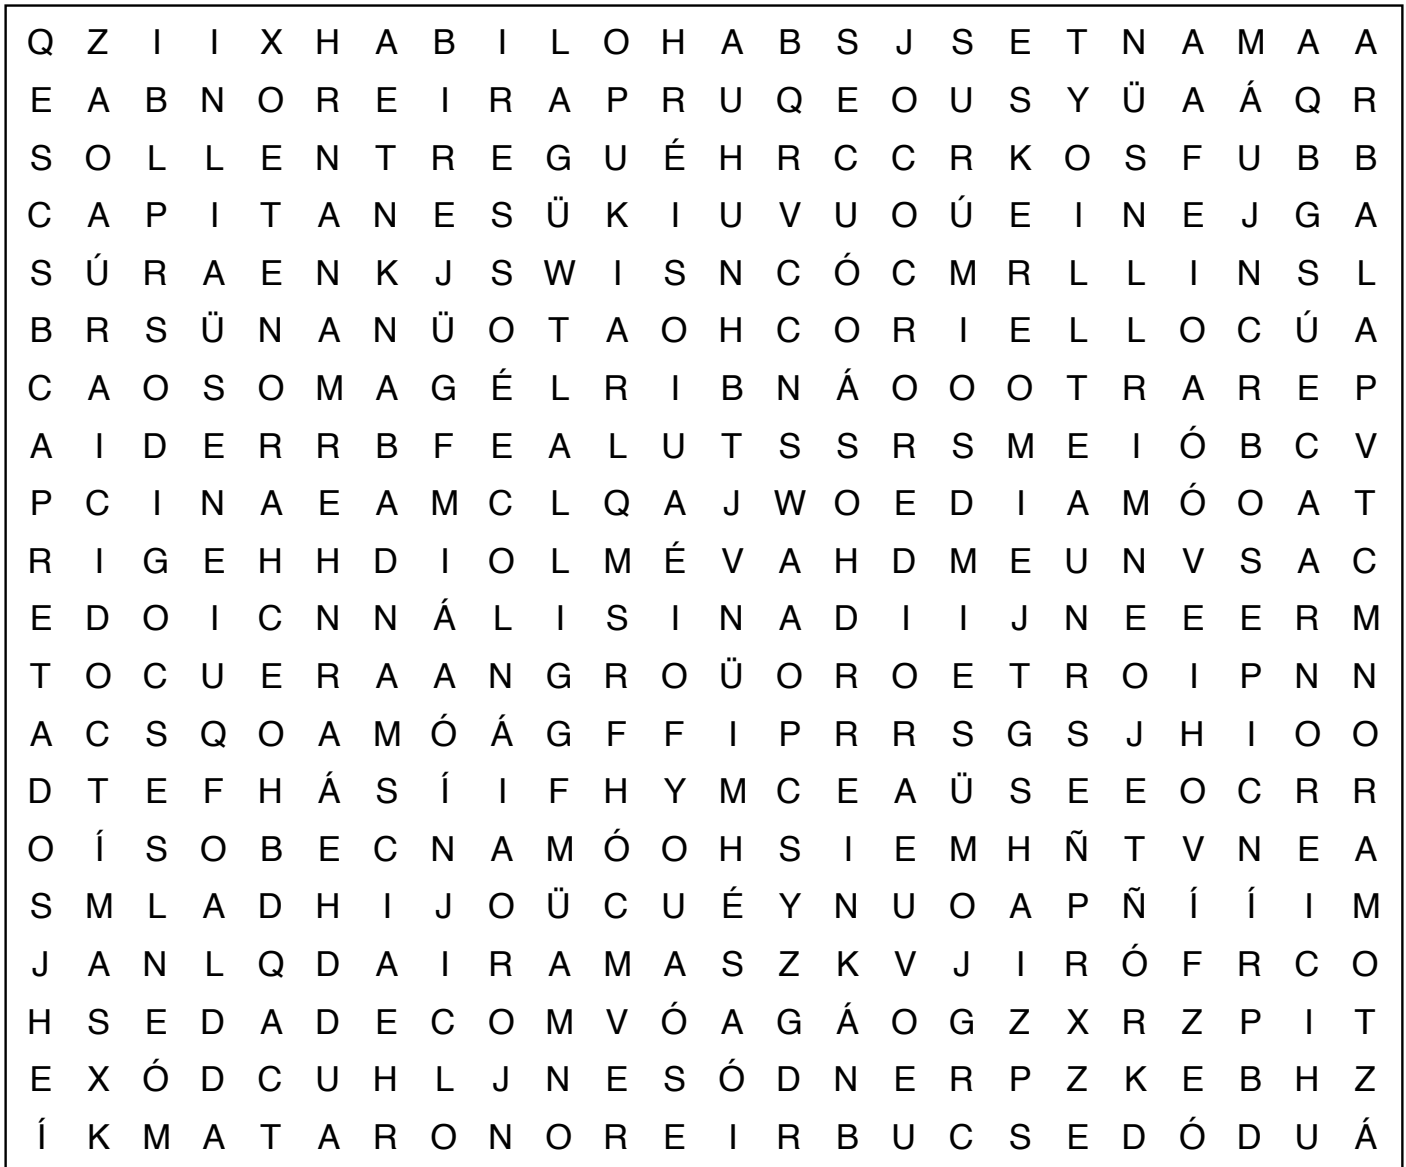 Q Z I I X H A B I L O H A B S J S E T N A M A A
E A B N O R E I R A P R U Q E O U S Y Ü A Á Q R
S O L L E N T R E G U É H R C C R K O S F U B B
C A P I T A N E S Ü K I U V U O Ú E I N E J G A
S Ú R A E N K J S W I S N C Ó C M R L L I N S L
B R S Ü N A N Ü O T A O H C O R I E L L O C Ú A
C A O S O M A G É L R I B N Á O O O T R A R E P
A I D E R R B F E A L U T S S R S M E I Ó B C V
P C I N A E A M C L Q A J W O E D I A M Ó O A T
R I G E H H D I O L M É V A H D M E U N V S A C
E D O I C N N Á L I S I N A D I I J N E E E R M
T O C U E R A A N G R O Ü O R O E T R O I P N N
A C S Q O A M Ó Á G F F I P R R S G S J H I O O
D T E F H Á S Í I F H Y M C E A Ü S E E O C R R
O Í S O B E C N A M Ó O H S I E M H Ñ T V N E A
S M L A D H I J O Ü C U É Y N U O A P Ñ Í Í I M
J A N L Q D A I R A M A S Z K V J I R Ó F R C O
H S E D A D E C O M V Ó A G Á O G Z X R Z P I T
E X Ó D C U H L J N E S Ó D N E R P Z K E B H Z
Í K M A T A R O N O R E I R B U C S E D Ó D U Á